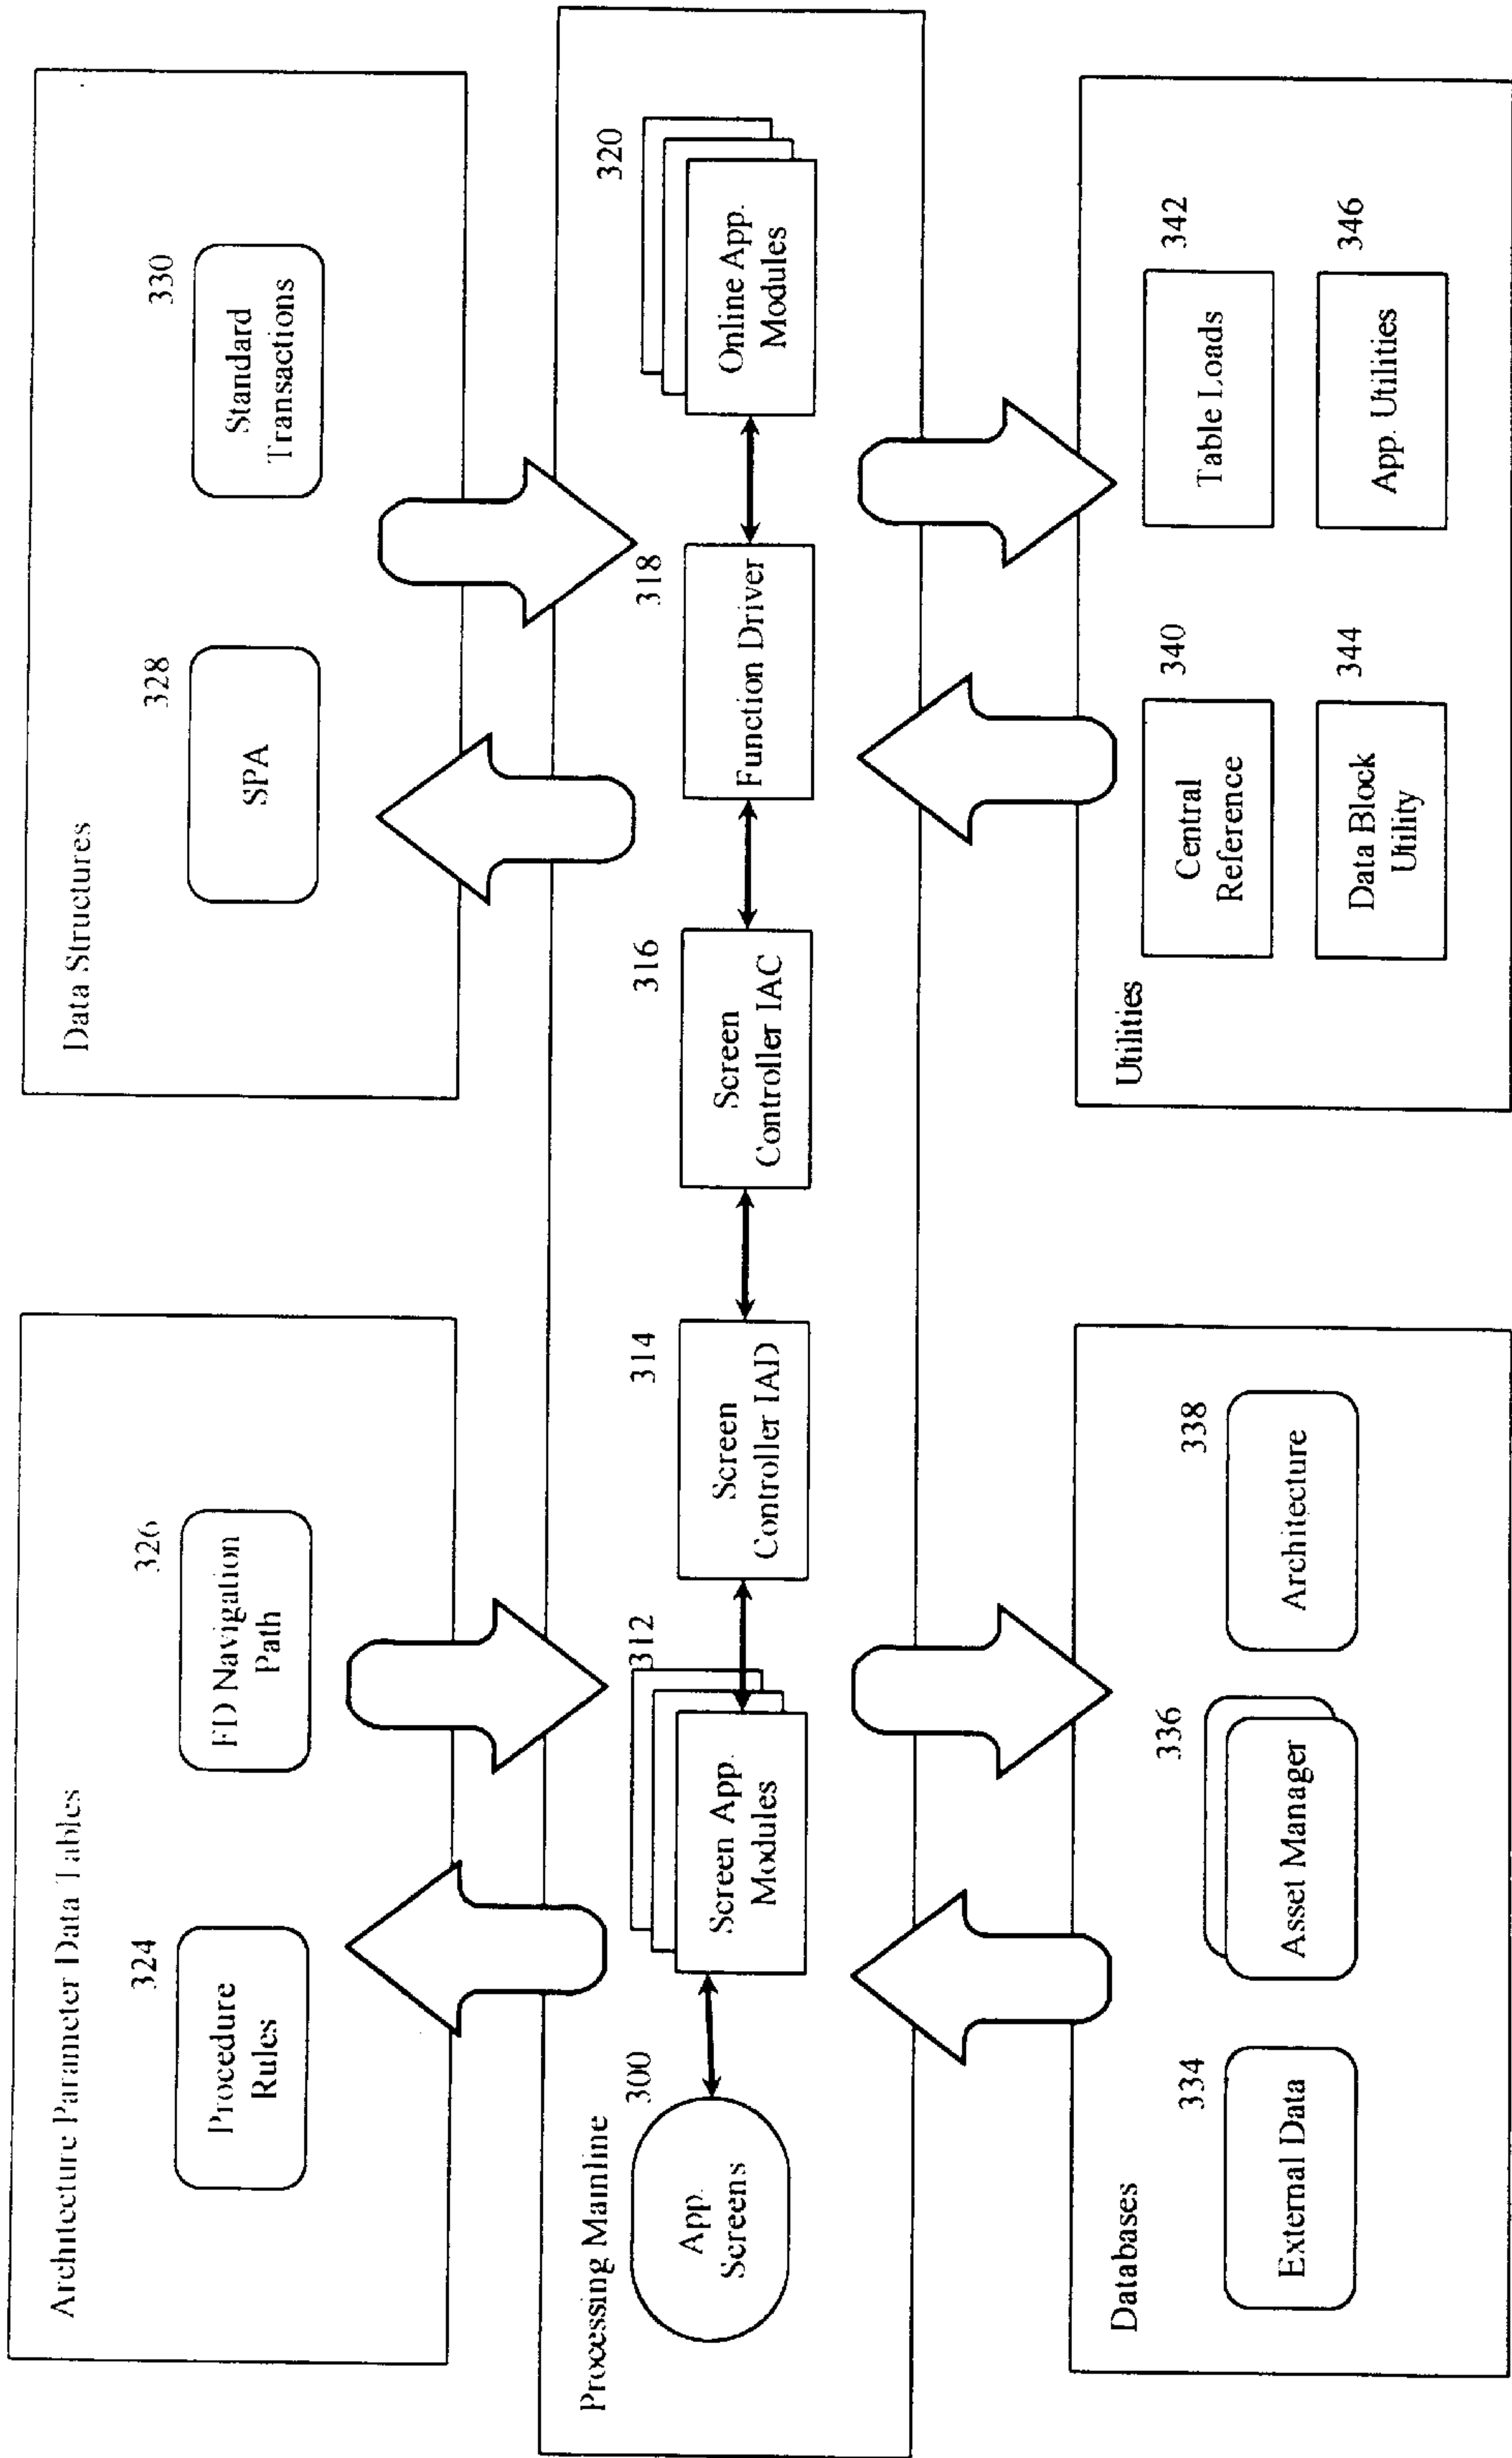 Architecture Parameter Data Tables
324
Procedure
Rules
326
FD Navigation
Path
Data Structures
328
SPA
330
Standard
Transactions
Processing Mainline
300
App.
Screens
312
Screen App.
Modules
314
Screen
Controller IAD
316
Screen
Controller IAC
318
Function Driver
320
Online App.
Modules
Databases
334
External Data
336
Asset Manager
338
Architecture
Utilities
340
Central
Reference
342
Table Loads
344
Data Block
Utility
346
App. Utilities